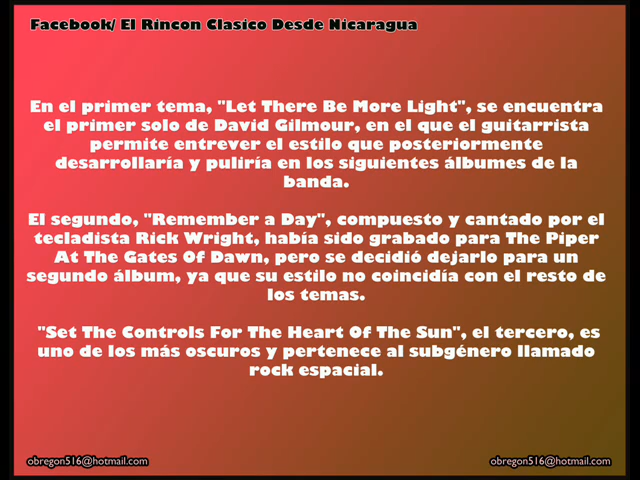 Facebook/ El Rincon Clasico Desde Nicaragua
En el primer tema, "Let There Be More Light", se encuentra
el primer solo de David Gilmour, en el que el guitarrista
permite entrever el estilo que posteriormente
desarrollaría y puliría en los siguientes álbumes de la
banda.
El segundo, "Remember a Day", compuesto y cantado por el
tecladista Rick Wright, había sido grabado para The Piper
At The Gates Of Dawn, pero se decidió dejarlo para un
segundo álbum, ya que su estilo no coincidía con el resto de
los temas.
"Set The Controls For The Heart Of The Sun", el tercero, es
uno de los más oscuros y pertenece al subgénero llamado
rock espacial.
obregon516@hotmail.com
obregon516@hotmail.com